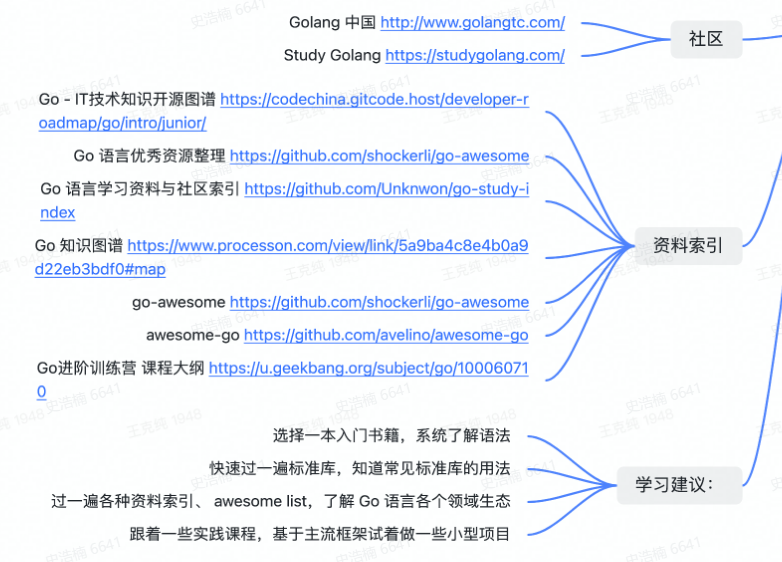 Golang 中国 http://www.golangtc.com/
Study Golang https://studygolang.com/
社区
Go - IT技术知识开源图谱 https://codechina.gitcode.host/developer-r
oadmap/go/intro/junior/
Go 语言优秀资源整理 https://github.com/shockerli/go-awesome
Go 语言学习资料与社区索引 https://github.com/Unknwon/go-study-i
ndex
Go 知识图谱 https://www.processon.com/view/link/5a9ba4c8e4b0a9
d22eb3bdf0#map
go-awesome https://github.com/shockerli/go-awesome
awesome-go https://github.com/avelino/awesome-go
Go进阶训练营 课程大纲 https://u.geekbang.org/subject/go/10006071
0
资料索引
选择一本入门书籍，系统了解语法
快速过一遍标准库，知道常见标准库的用法
过一遍各种资料索引、 awesome list，了解 Go 语言各个领域生态
跟着一些实践课程，基于主流框架试着做一些小型项目
学习建议：
史浩楠 6641
王克纯 1948